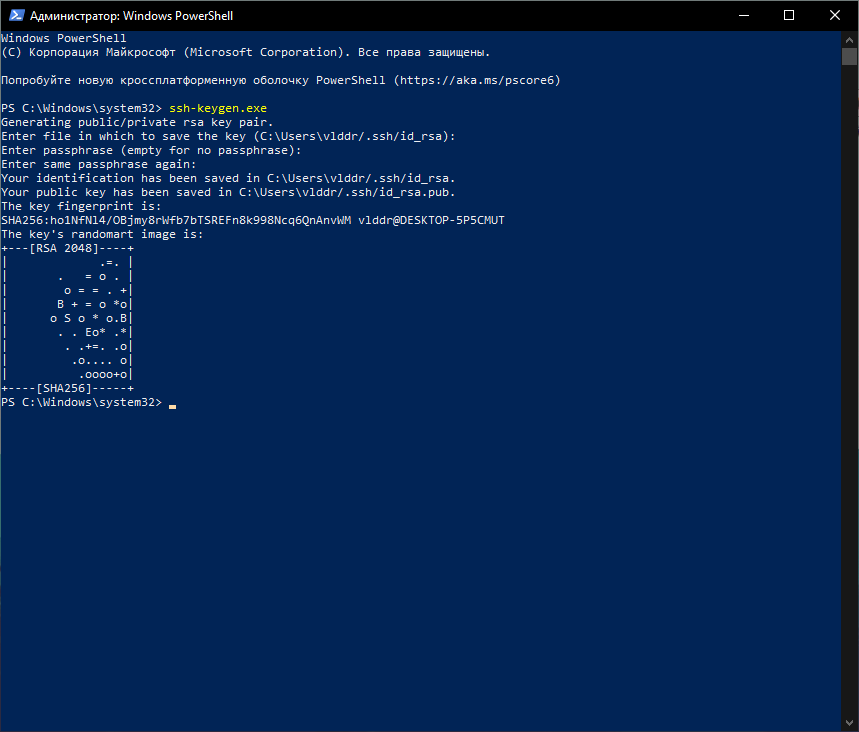 Администратор: Windows PowerShell
Windows PowerShell
(C) Корпорация Майкрософт (Microsoft Corporation). Все права защищены.
Попробуйте новую кроссплатформенную оболочку PowerShell (https://aka.ms/pscore6)
PS C:\Windows\system32> ssh-keygen.exe
Generating public/private rsa key pair.
Enter file in which to save the key (C:\Users\vlddr/.ssh/id_rsa):
Enter passphrase (empty for no passphrase):
Enter same passphrase again:
Your identification has been saved in C:\Users\vlddr/.ssh/id_rsa.
Your public key has been saved in C:\Users\vlddr/.ssh/id_rsa.pub.
The key fingerprint is:
SHA256:ho1NfNl4/OBjmy8rWfb7bTSREFn8k998Ncq6QnAnvWM vlddr@DESKTOP-5P5CMUT
The key's randomart image is:
+---[RSA 2048]----+
|             .=. |
|       .   = o . |
|        o = = . +|
|       B + = o *o|
|      o S o * o.B|
|       . . Eo* .*|
|        . .+=. .o|
|         .o.... o|
|          .oooo+o|
+----[SHA256]-----+
PS C:\Windows\system32>